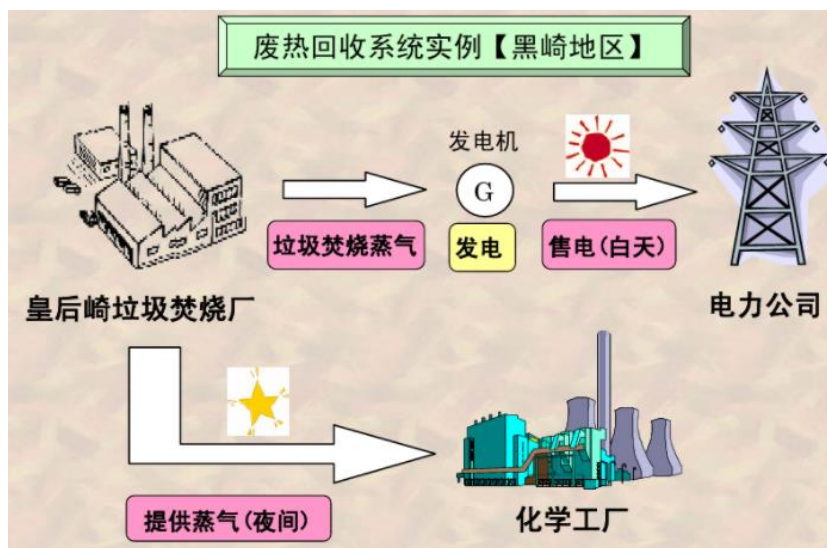 废热回收系统实例【黑崎地区】
发电机
G
垃圾焚烧蒸气
发电
售电(白天)
皇后崎垃圾焚烧厂
电力公司
提供蒸气(夜间)
化学工厂